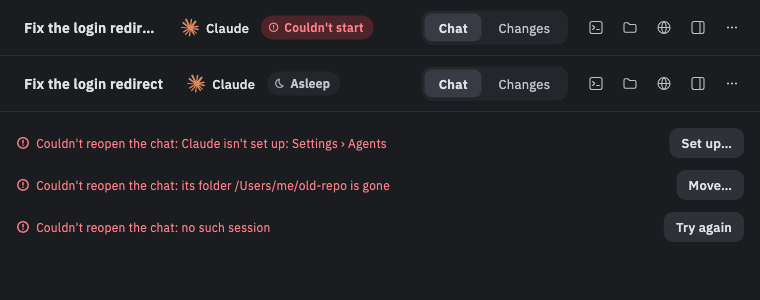 Fix the login redir... Claude Couldn't start Chat Changes
Fix the login redirect Claude Asleep Chat Changes
Couldn't reopen the chat: Claude isn't set up: Settings › Agents Set up...
Couldn't reopen the chat: its folder /Users/me/old-repo is gone Move...
Couldn't reopen the chat: no such session Try again